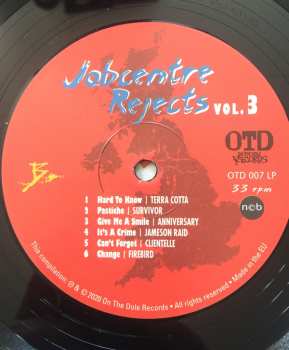 Jobcentre
Rejects VOL. 3
OTD
RECORDS
OTD 007 LP
33 rpm
n©b
B
1 Hard To Know | TERRA COTTA
2 Pastiche | SURVIVOR
3 Give Me A Smile | ANNIVERSARY
4 It's A Crime | JAMESON RAID
5 Can't Forget | CLIENTELLE
6 Change | FIREBIRD
This compilation ℗ & © 2020 On The Dole Records • All rights reserved • Made in the EU